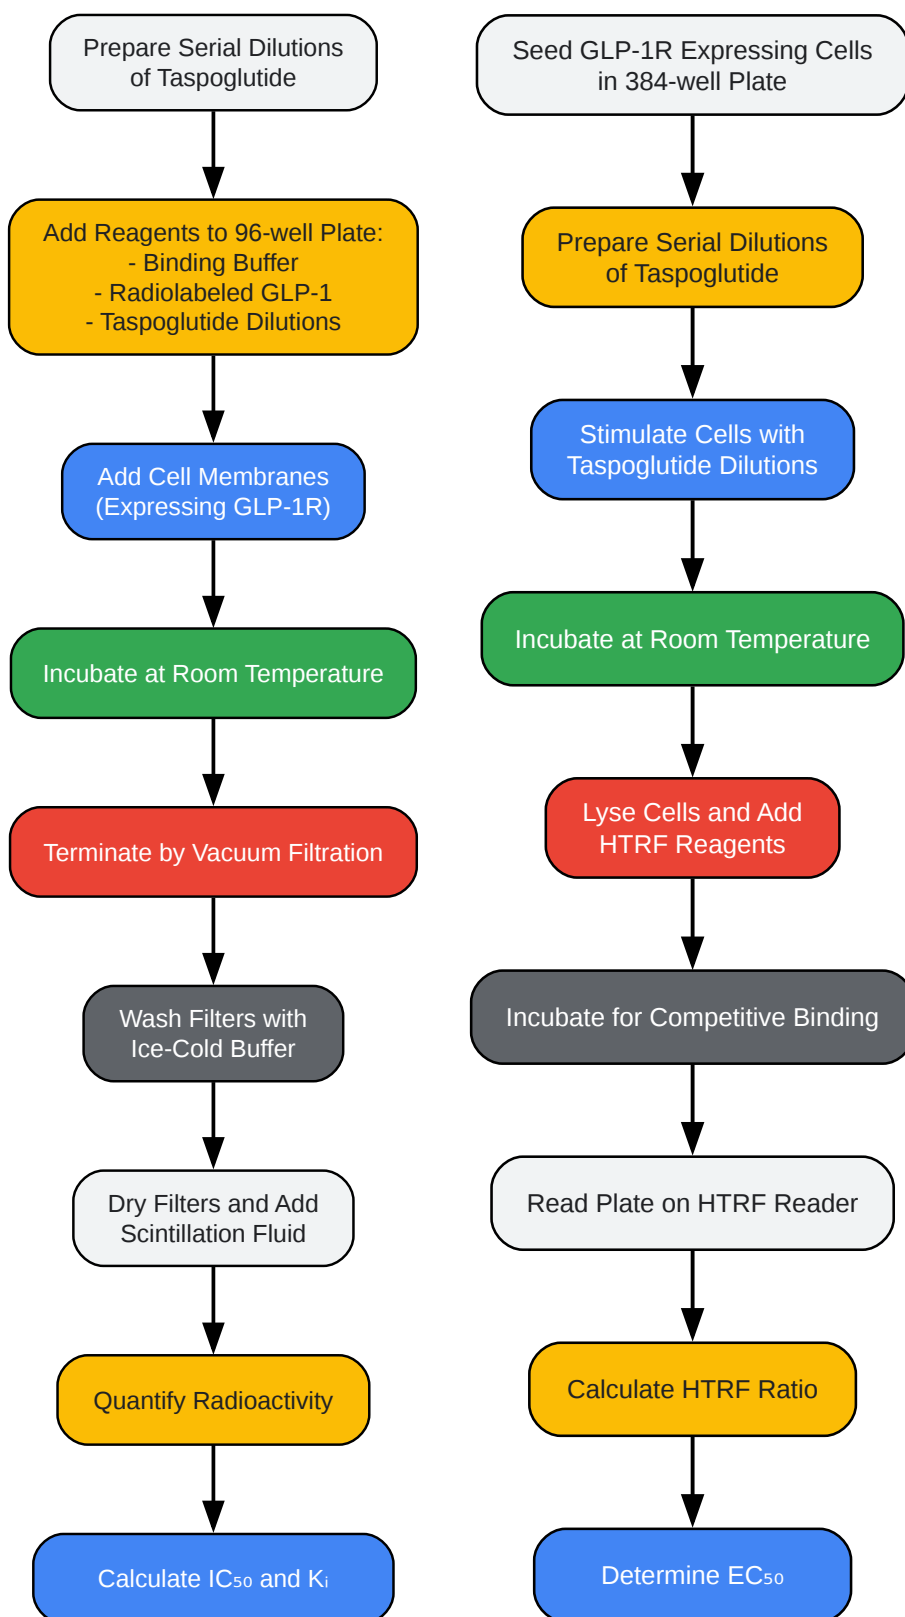 Prepare Serial Dilutions
of Taspoglutide
Add Reagents to 96-well Plate:
- Binding Buffer
- Radiolabeled GLP-1
- Taspoglutide Dilutions
Add Cell Membranes
(Expressing GLP-1R)
Incubate at Room Temperature
Terminate by Vacuum Filtration
Wash Filters with
Ice-Cold Buffer
Dry Filters and Add
Scintillation Fluid
Quantify Radioactivity
Calculate IC₅₀ and Kᵢ
Seed GLP-1R Expressing Cells
in 384-well Plate
Prepare Serial Dilutions
of Taspoglutide
Stimulate Cells with
Taspoglutide Dilutions
Incubate at Room Temperature
Lyse Cells and Add
HTRF Reagents
Incubate for Competitive Binding
Read Plate on HTRF Reader
Calculate HTRF Ratio
Determine EC₅₀